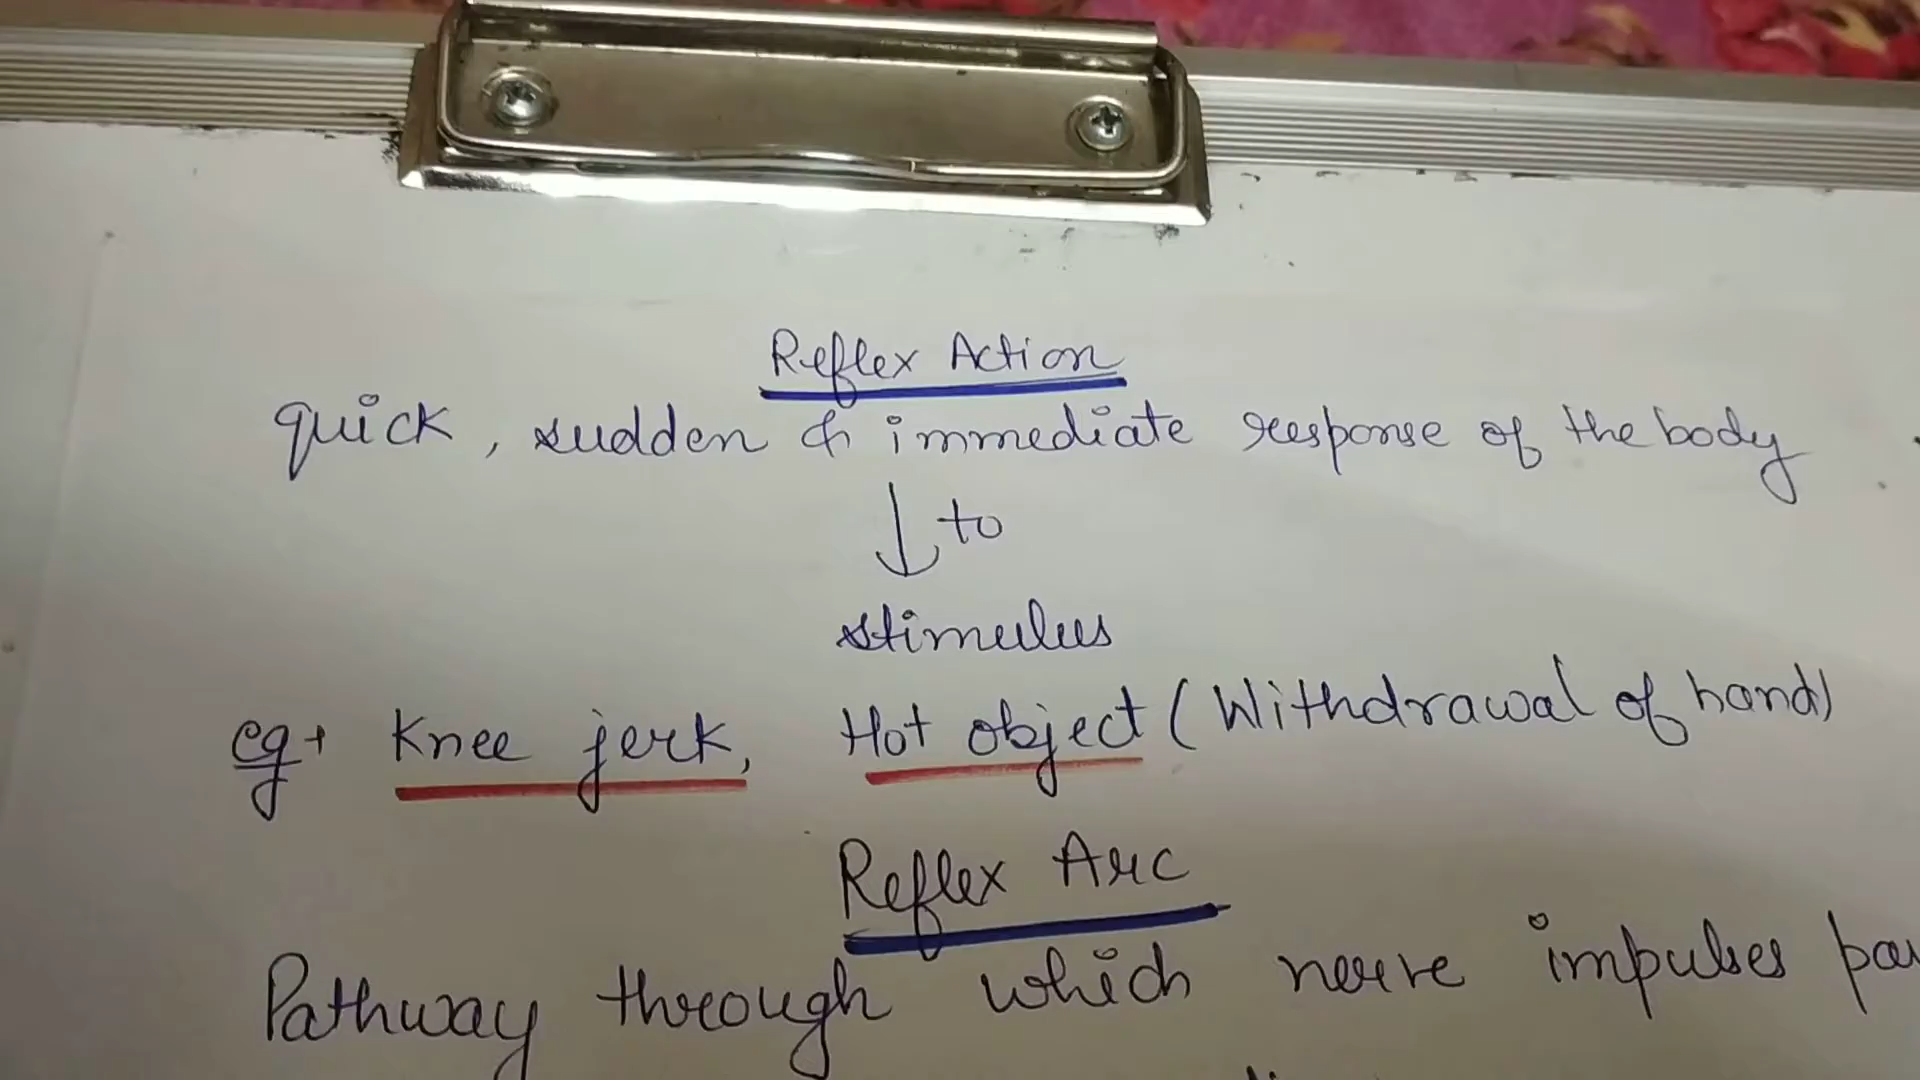 Reflex Action
quick, sudden & immediate response of the body
↓ to
stimulus
eg→ Knee jerk, Hot object (Withdrawal of hand)
Reflex Arc
Pathway through which nerve impulses